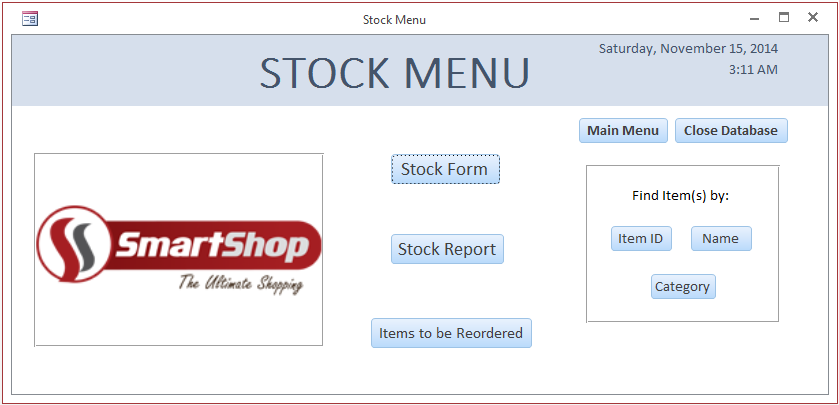 Stock Menu
STOCK MENU
Saturday, November 15, 2014
3:11 AM
Main Menu
Close Database
SmartShop
The Ultimate Shopping
Stock Form
Stock Report
Items to be Reordered
Find Item(s) by:
Item ID
Name
Category